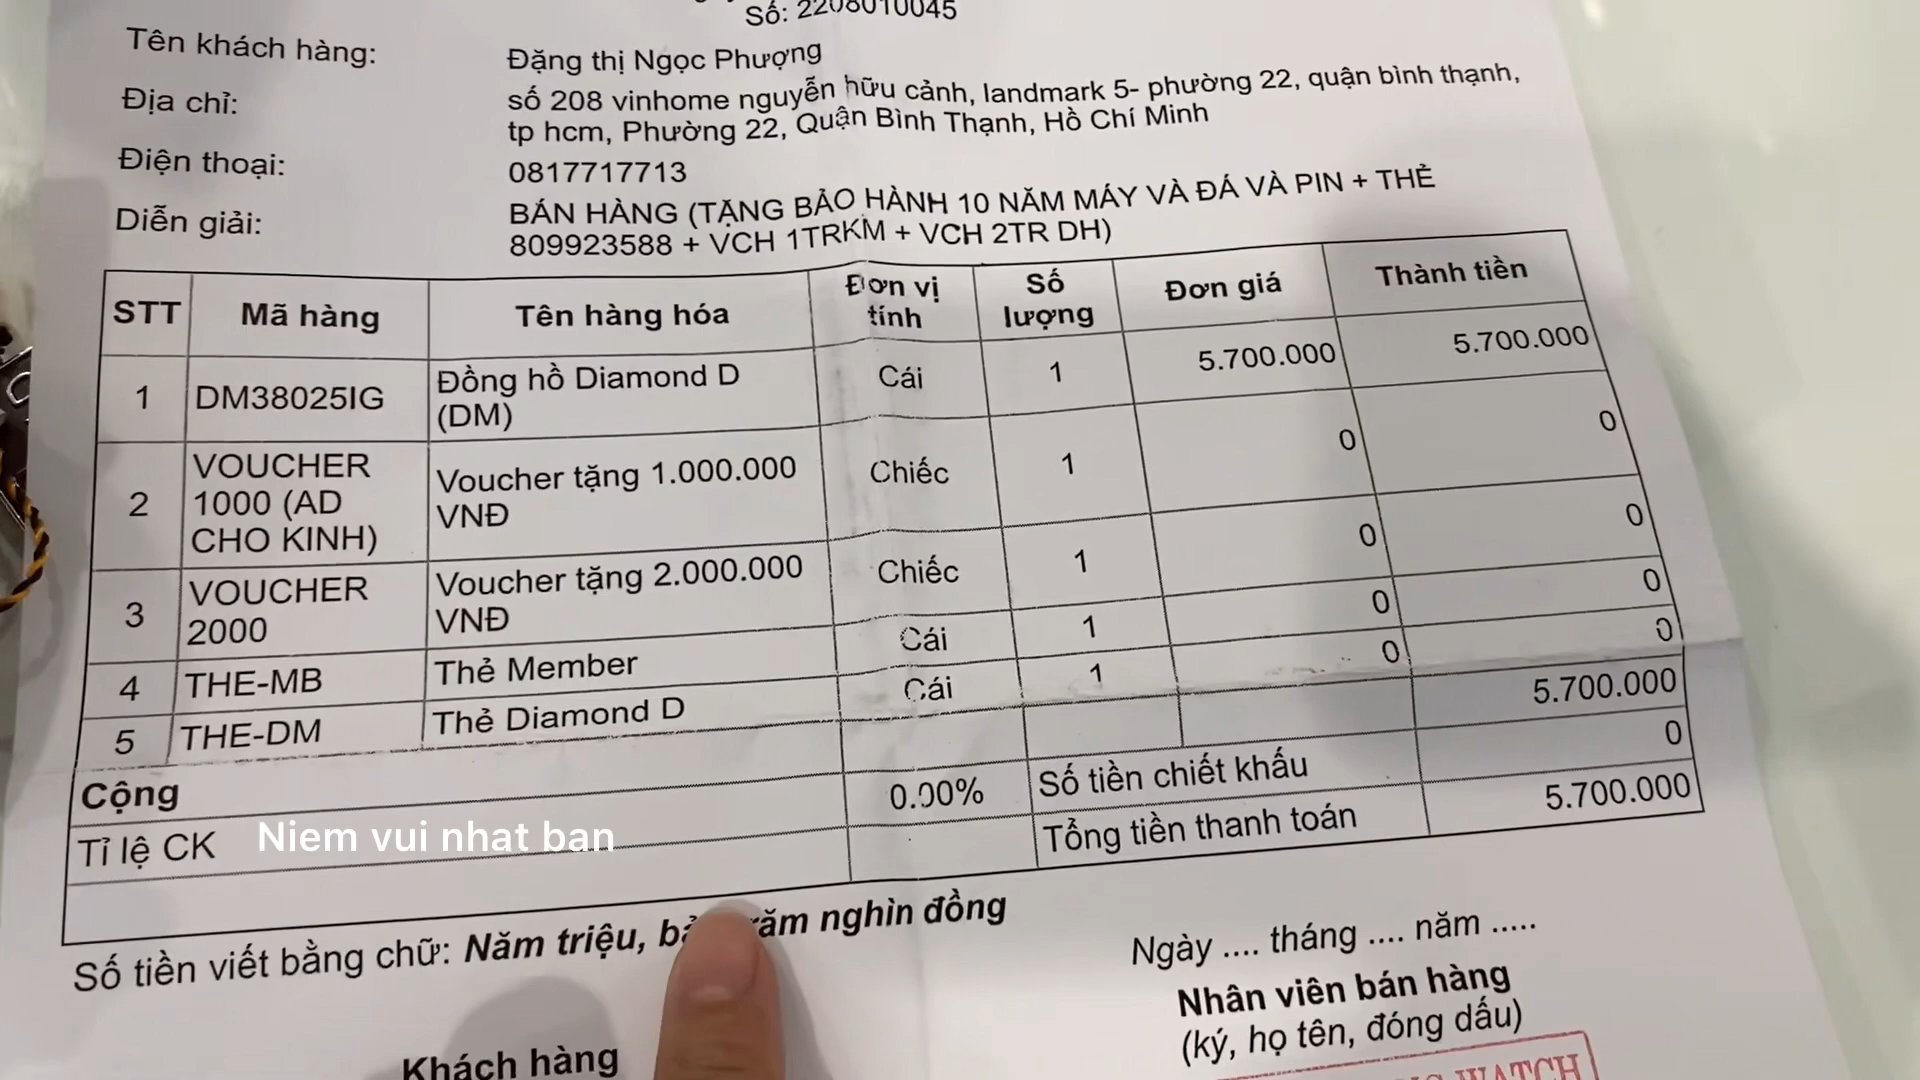 Số: 2208010045
Tên khách hàng: Đặng thị Ngọc Phượng
Địa chỉ: số 208 vinhome nguyễn hữu cảnh, landmark 5- phường 22, quận bình thạnh,
tp hcm, Phường 22, Quận Bình Thạnh, Hồ Chí Minh
Điện thoại: 0817717713
Diễn giải: BÁN HÀNG (TẶNG BẢO HÀNH 10 NĂM MÁY VÀ ĐÁ VÀ PIN + THẺ
809923588 + VCH 1TRKM + VCH 2TR DH)
STT Mã hàng Tên hàng hóa Đơn vị tính Số lượng Đơn giá Thành tiền
1 DM38025IG Đồng hồ Diamond D (DM) Cái 1 5.700.000 5.700.000
2 VOUCHER 1000 (AD CHO KINH) Voucher tặng 1.000.000 VNĐ Chiếc 1 0 0
3 VOUCHER 2000 Voucher tặng 2.000.000 VNĐ Chiếc 1 0 0
4 THE-MB Thẻ Member Cái 1 0 0
5 THE-DM Thẻ Diamond D Cái 1 0 0
Cộng 5.700.000
Tỉ lệ CK 0.00% Số tiền chiết khấu 0
Tổng tiền thanh toán 5.700.000
Niem vui nhat ban
Số tiền viết bằng chữ: Năm triệu, nghìn đồng
Ngày .... tháng .... năm .....
Nhân viên bán hàng
(ký, họ tên, đóng dấu)
Khách hàng
WATCH